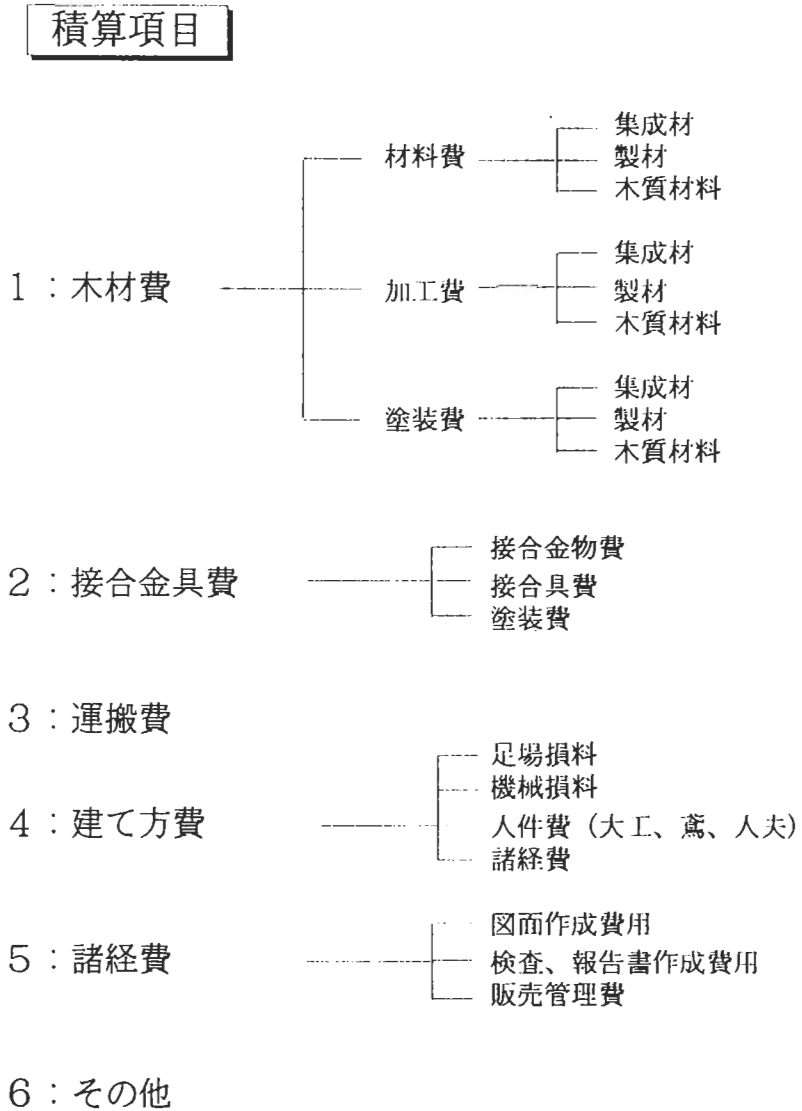 積算項目
集成材
材料費
製材
木質材料
集成材
1：木材費
加工費
製材
木質材料
集成材
塗装費
製材
木質材料
接合金物費
2：接合金具費
接合具費
塗装費
3：運搬費
足場損料
機械損料
4：建て方費
人件費（大工、鳶、人夫）
諸経費
図面作成費用
5：諸経費
検査、報告書作成費用
販売管理費
6：その他